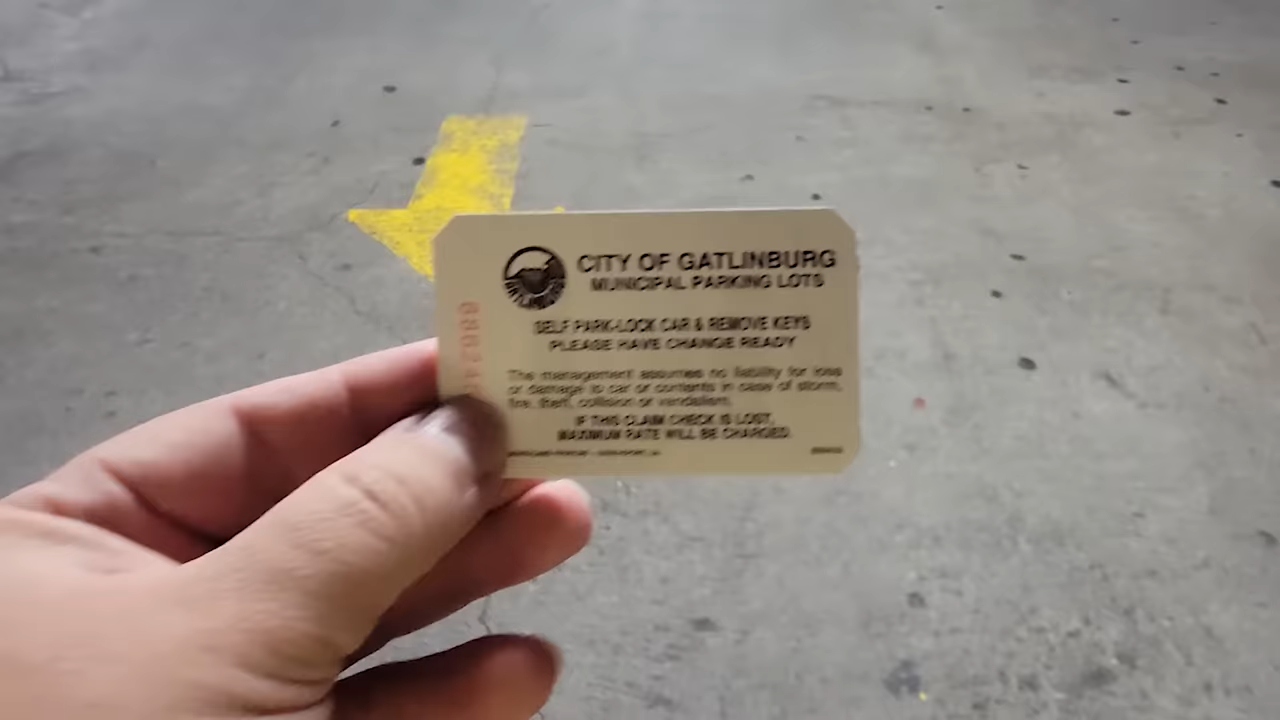 CITY OF GATLINBURG
MUNICIPAL PARKING LOTS
SELF PARK-LOCK CAR & REMOVE KEYS
PLEASE HAVE CHANGE READY
The management assumes no liability for loss
or damage to car or contents in case of storm,
fire, theft, collision or vandalism.
IF THIS CLAIM CHECK IS LOST,
MAXIMUM RATE WILL BE CHARGED.